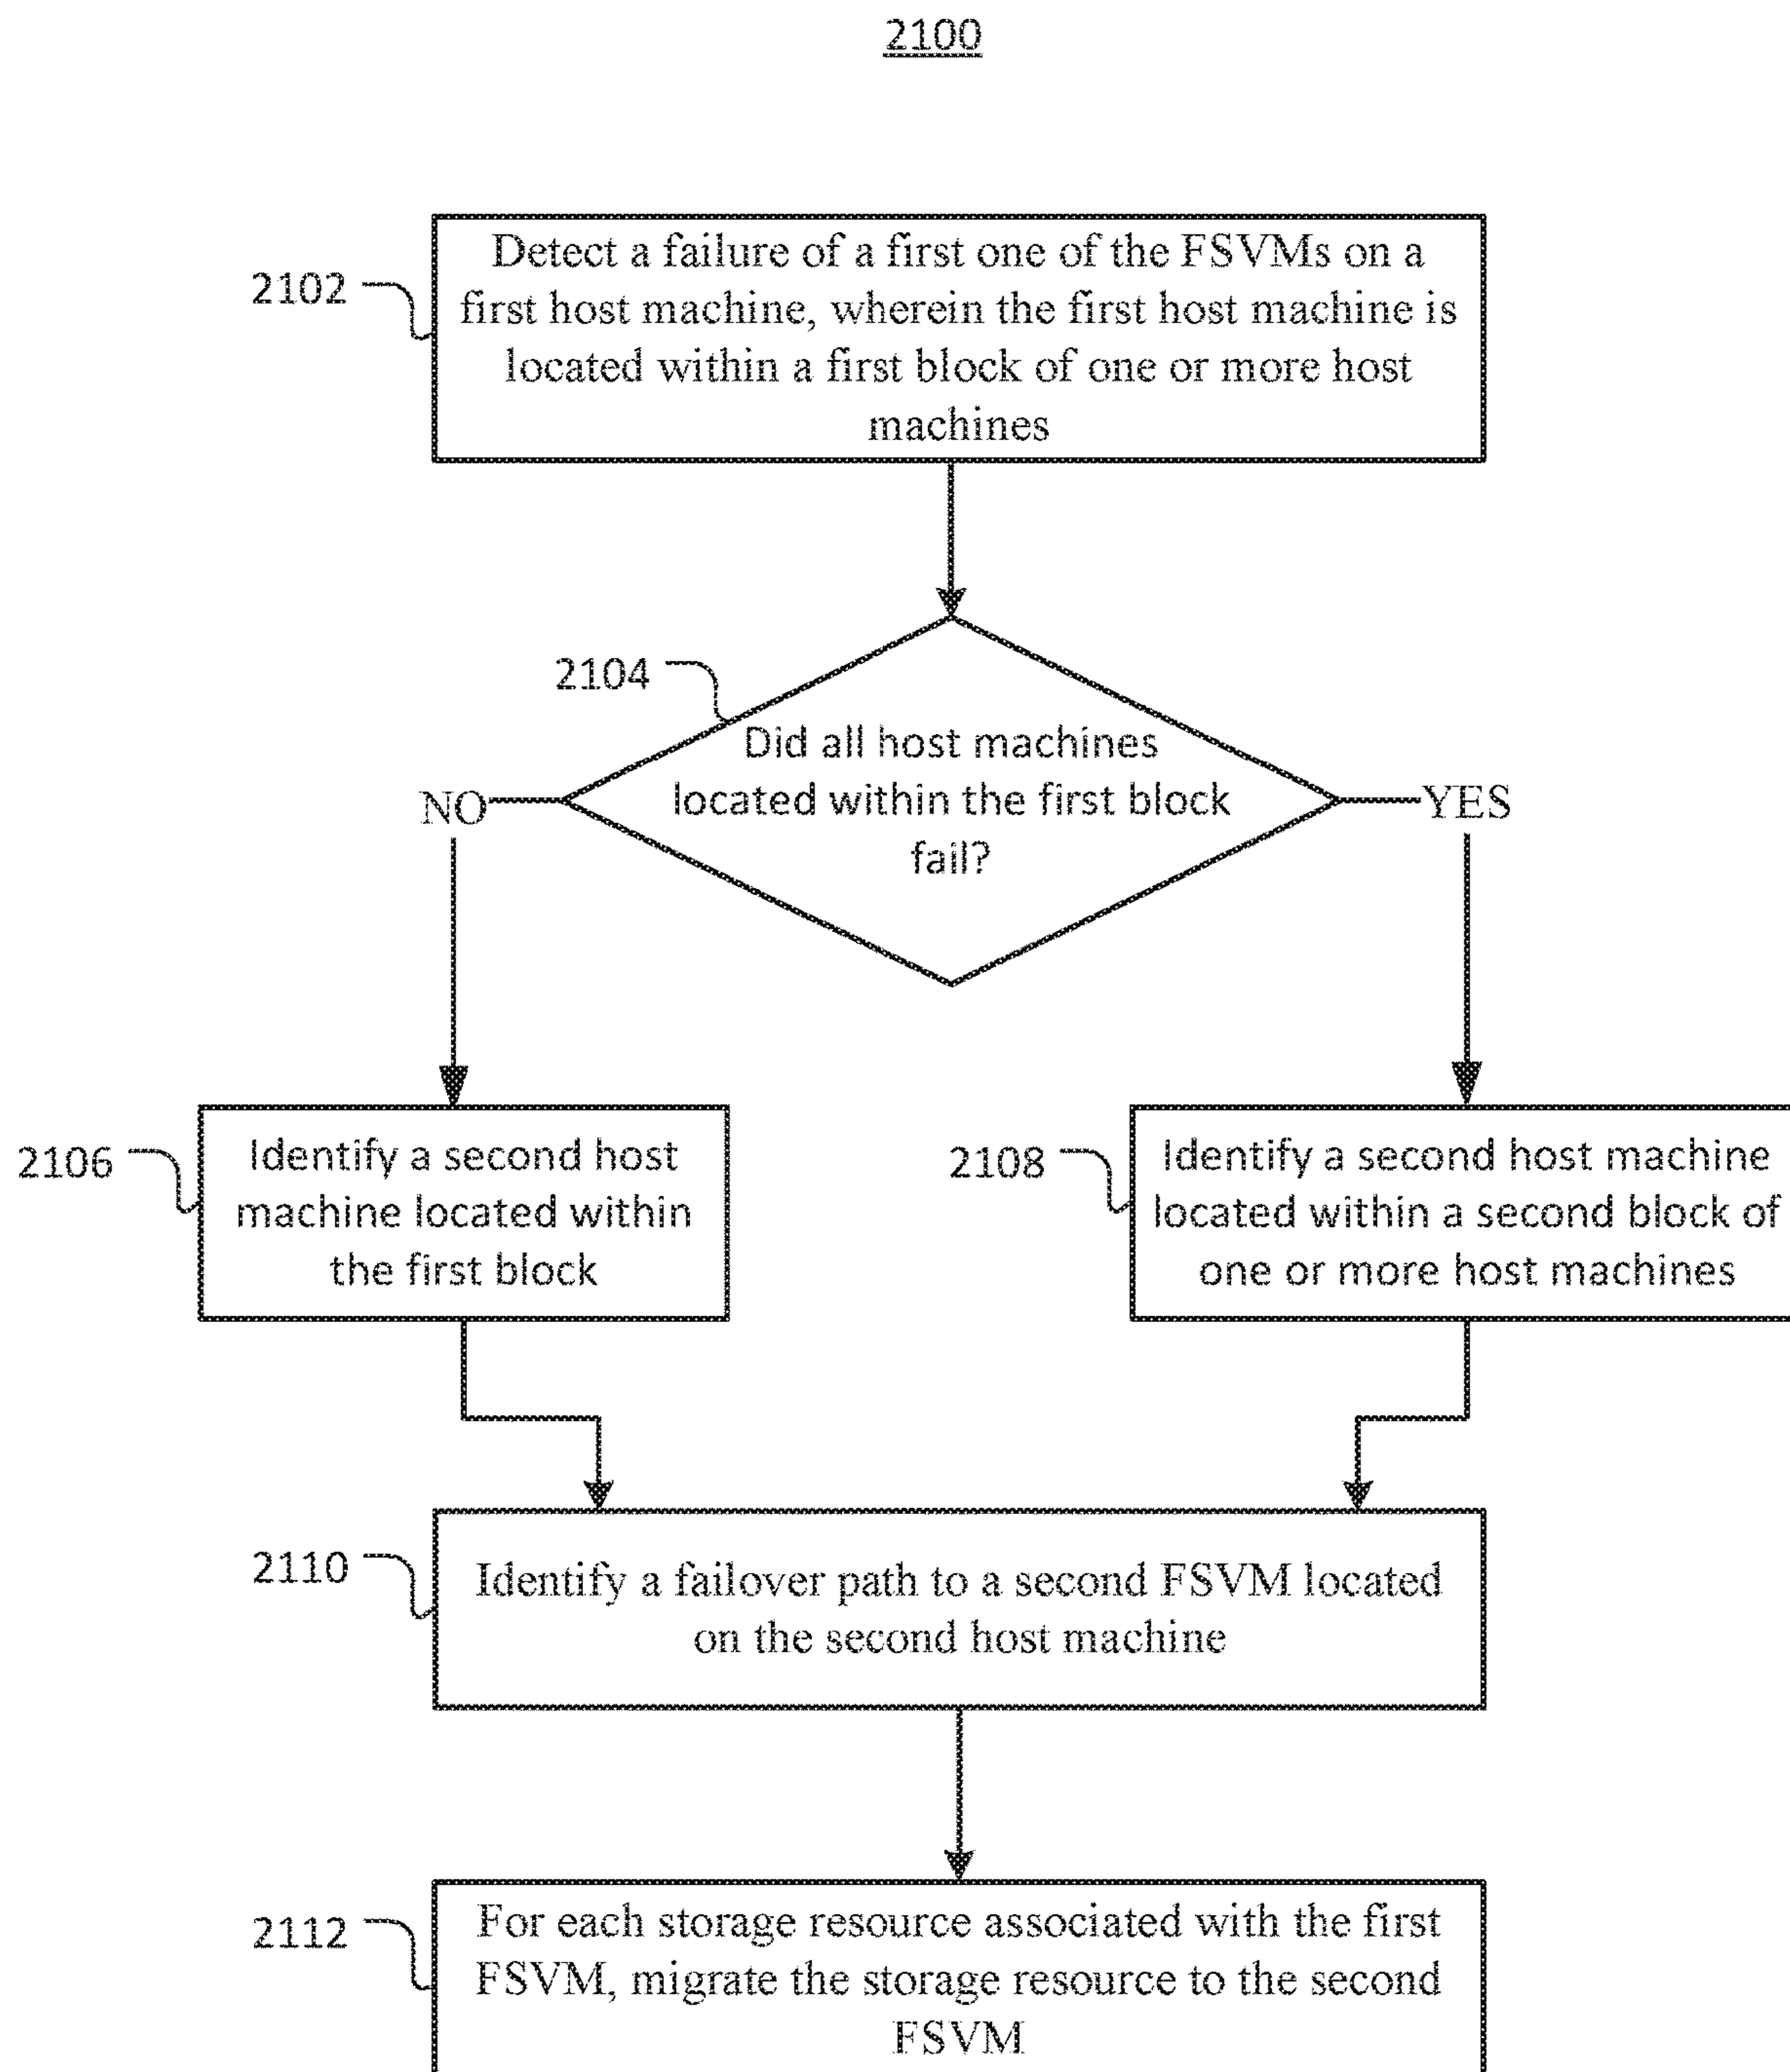 2100
2102
Detect a failure of a first one of the FSVMs on a
first host machine, wherein the first host machine is
located within a first block of one or more host
machines
2104
Did all host machines
located within the first block
fail?
NO
YES
2106
Identify a second host
machine located within
the first block
2108
Identify a second host machine
located within a second block of
one or more host machines
2110
Identify a failover path to a second FSVM located
on the second host machine
2112
For each storage resource associated with the first
FSVM, migrate the storage resource to the second
FSVM